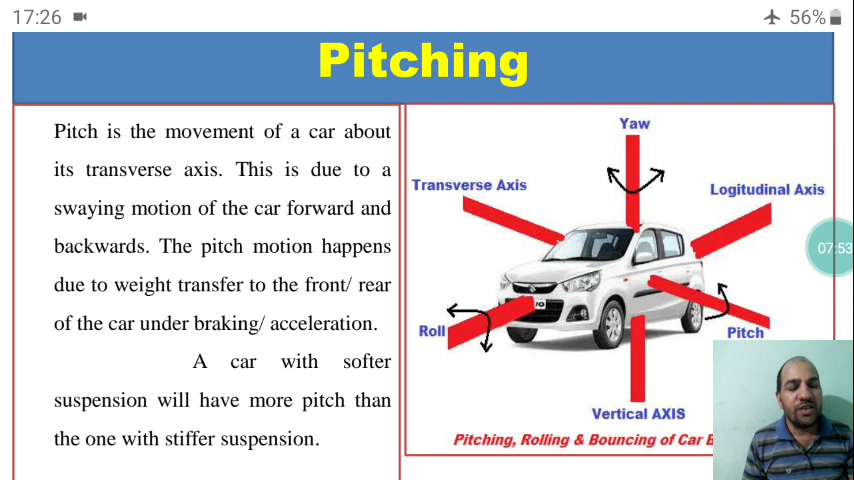 17:26
56%
Pitching
Pitch is the movement of a car about
its transverse axis. This is due to a
swaying motion of the car forward and
backwards. The pitch motion happens
due to weight transfer to the front/ rear
of the car under braking/ acceleration.
A car with softer
suspension will have more pitch than
the one with stiffer suspension.
Yaw
Transverse Axis
Logitudinal Axis
07:53
Roll
Pitch
Vertical AXIS
Pitching, Rolling & Bouncing of Car